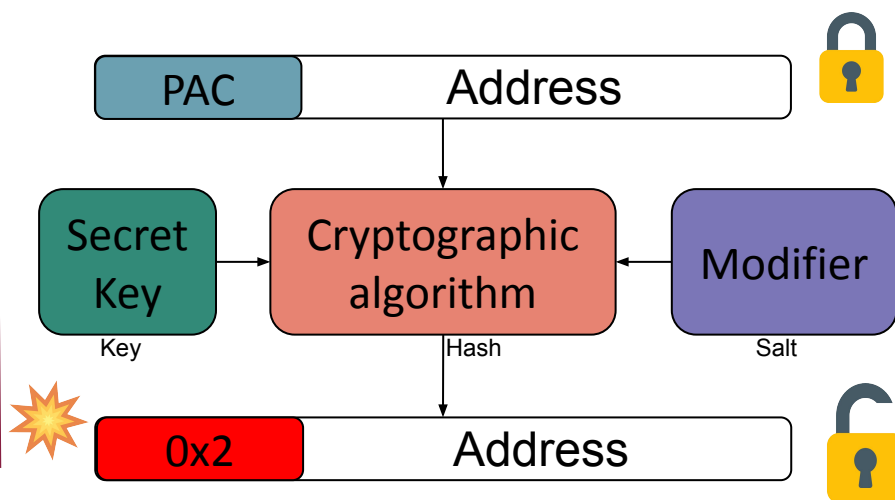 PAC Address
Secret Key
Cryptographic algorithm
Modifier
Key
Hash
Salt
0x2 Address